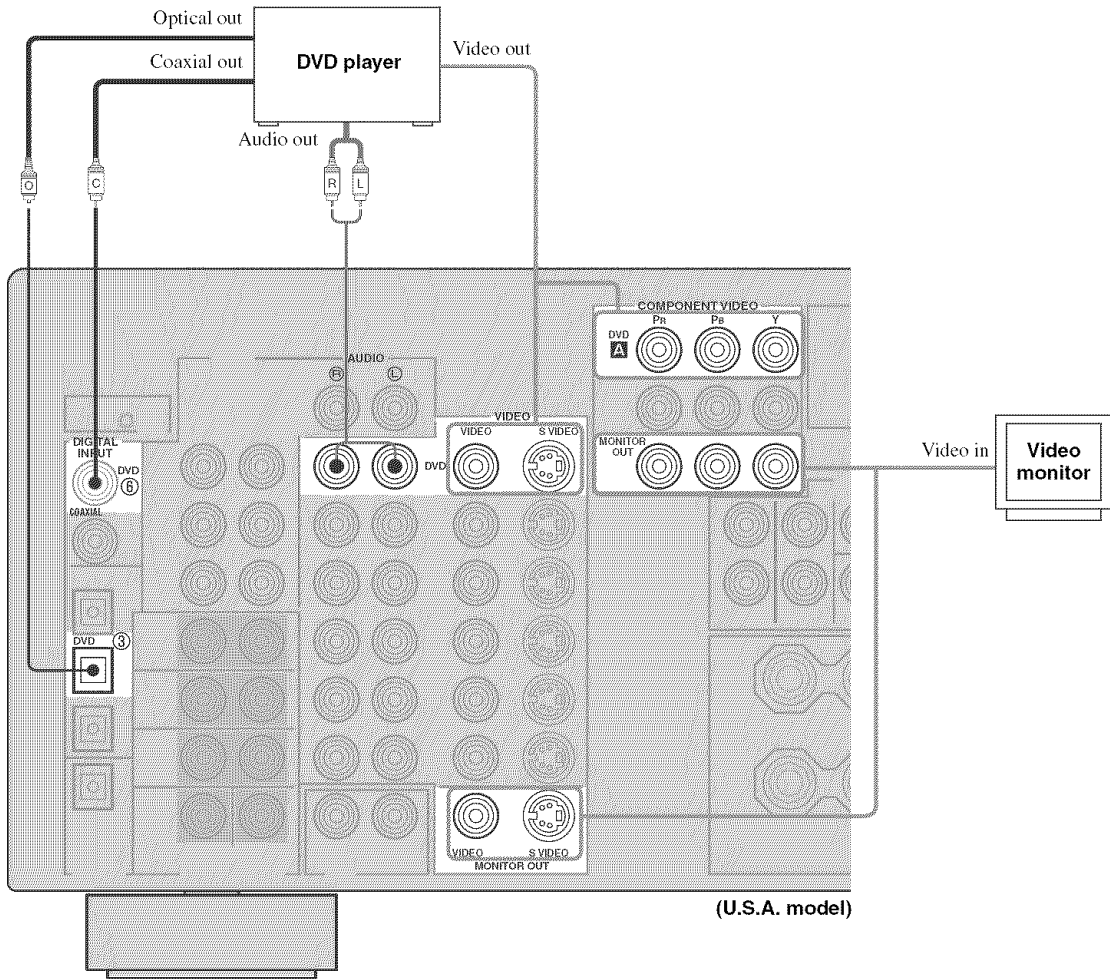 Optical out
Coaxial out
DVD player
Video out
Audio out
O
C
R
L
COMPONENT VIDEO
PR
PB
Y
DVD
A
AUDIO
R
L
VIDEO
VIDEO
S VIDEO
DVD
MONITOR OUT
DIGITAL INPUT
DVD
⑥
COAXIAL
DVD
③
Video in
Video monitor
VIDEO
S VIDEO
MONITOR OUT
(U.S.A. model)